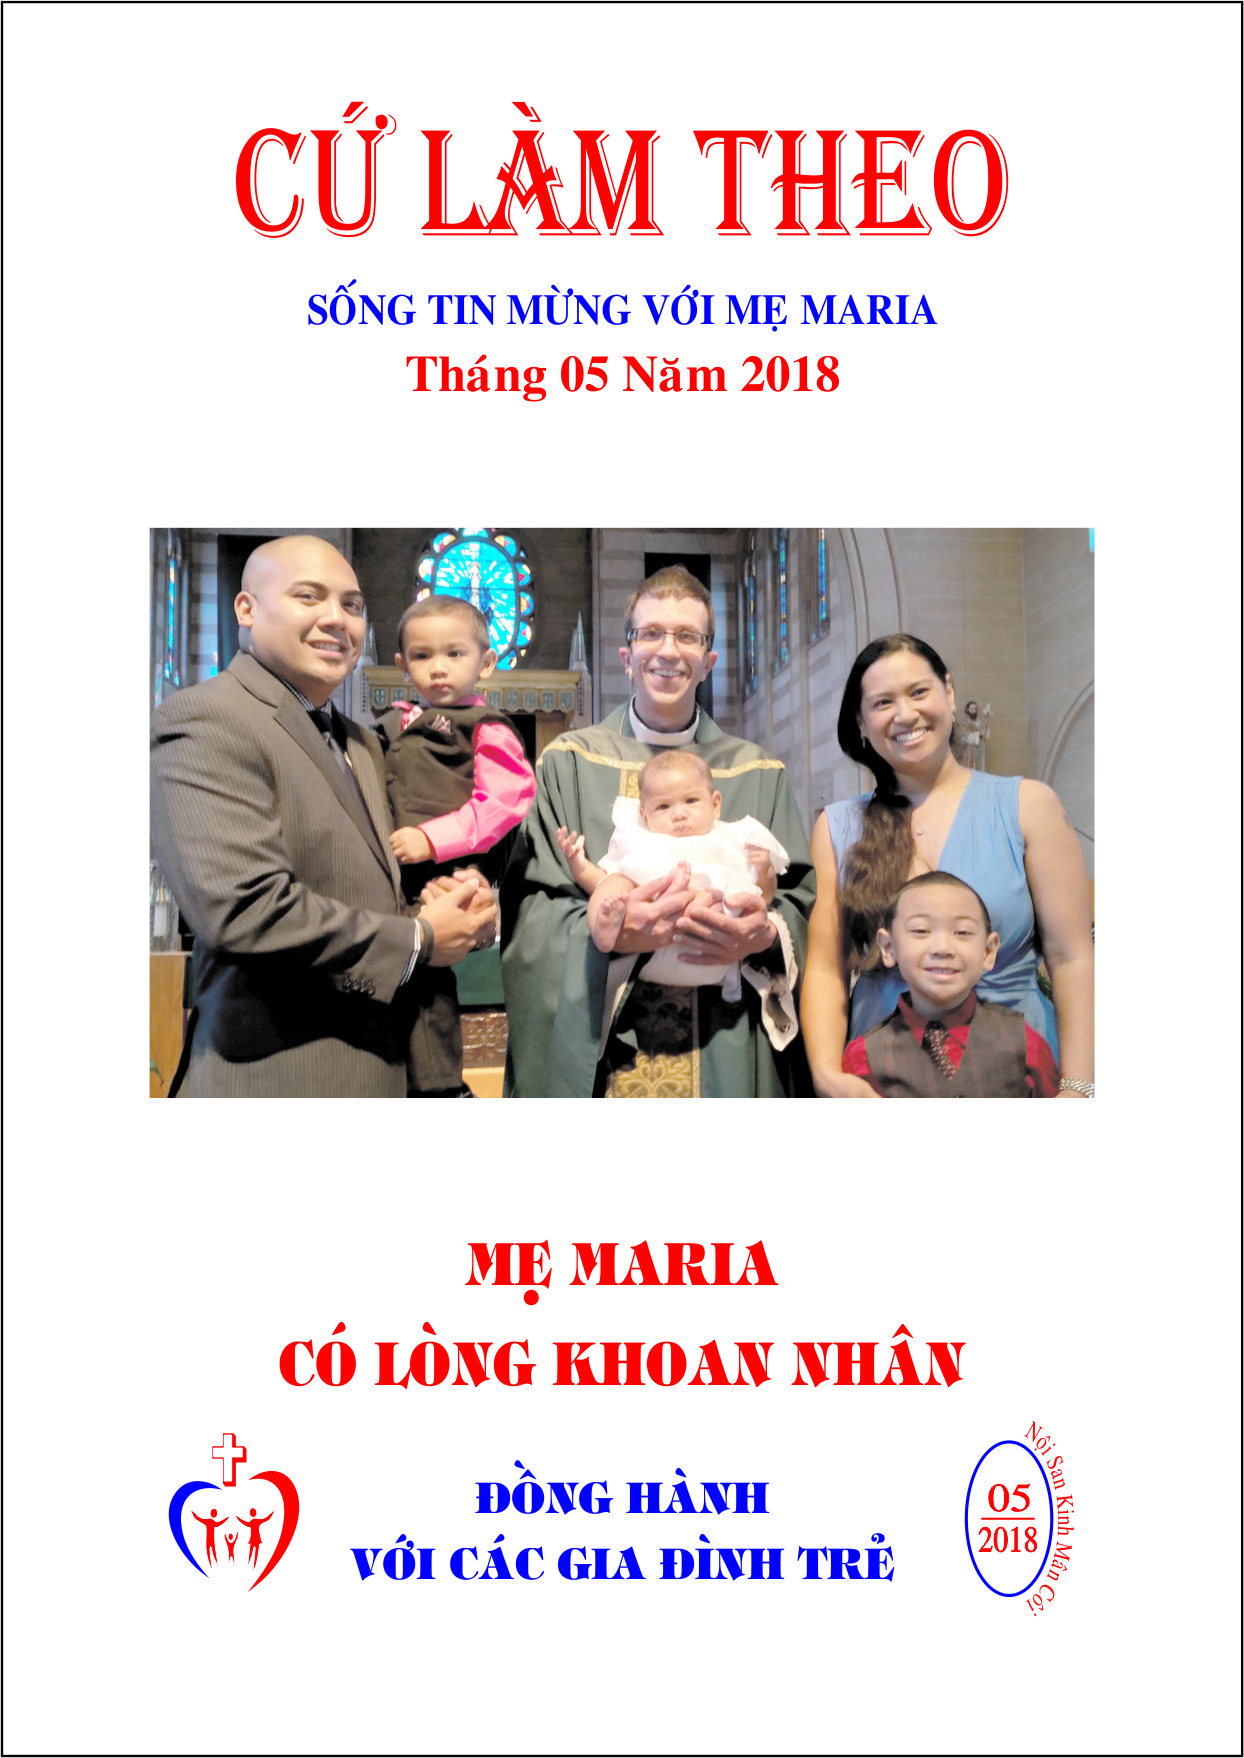 CỨ LÀM THEO
SỐNG TIN MỪNG VỚI MẸ MARIA
Tháng 05 Năm 2018
MẸ MARIA
CÓ LÒNG KHOAN NHÂN
ĐỒNG HÀNH
VỚI CÁC GIA ĐÌNH TRẺ
05
2018
Nội San Kinh Mân Côi